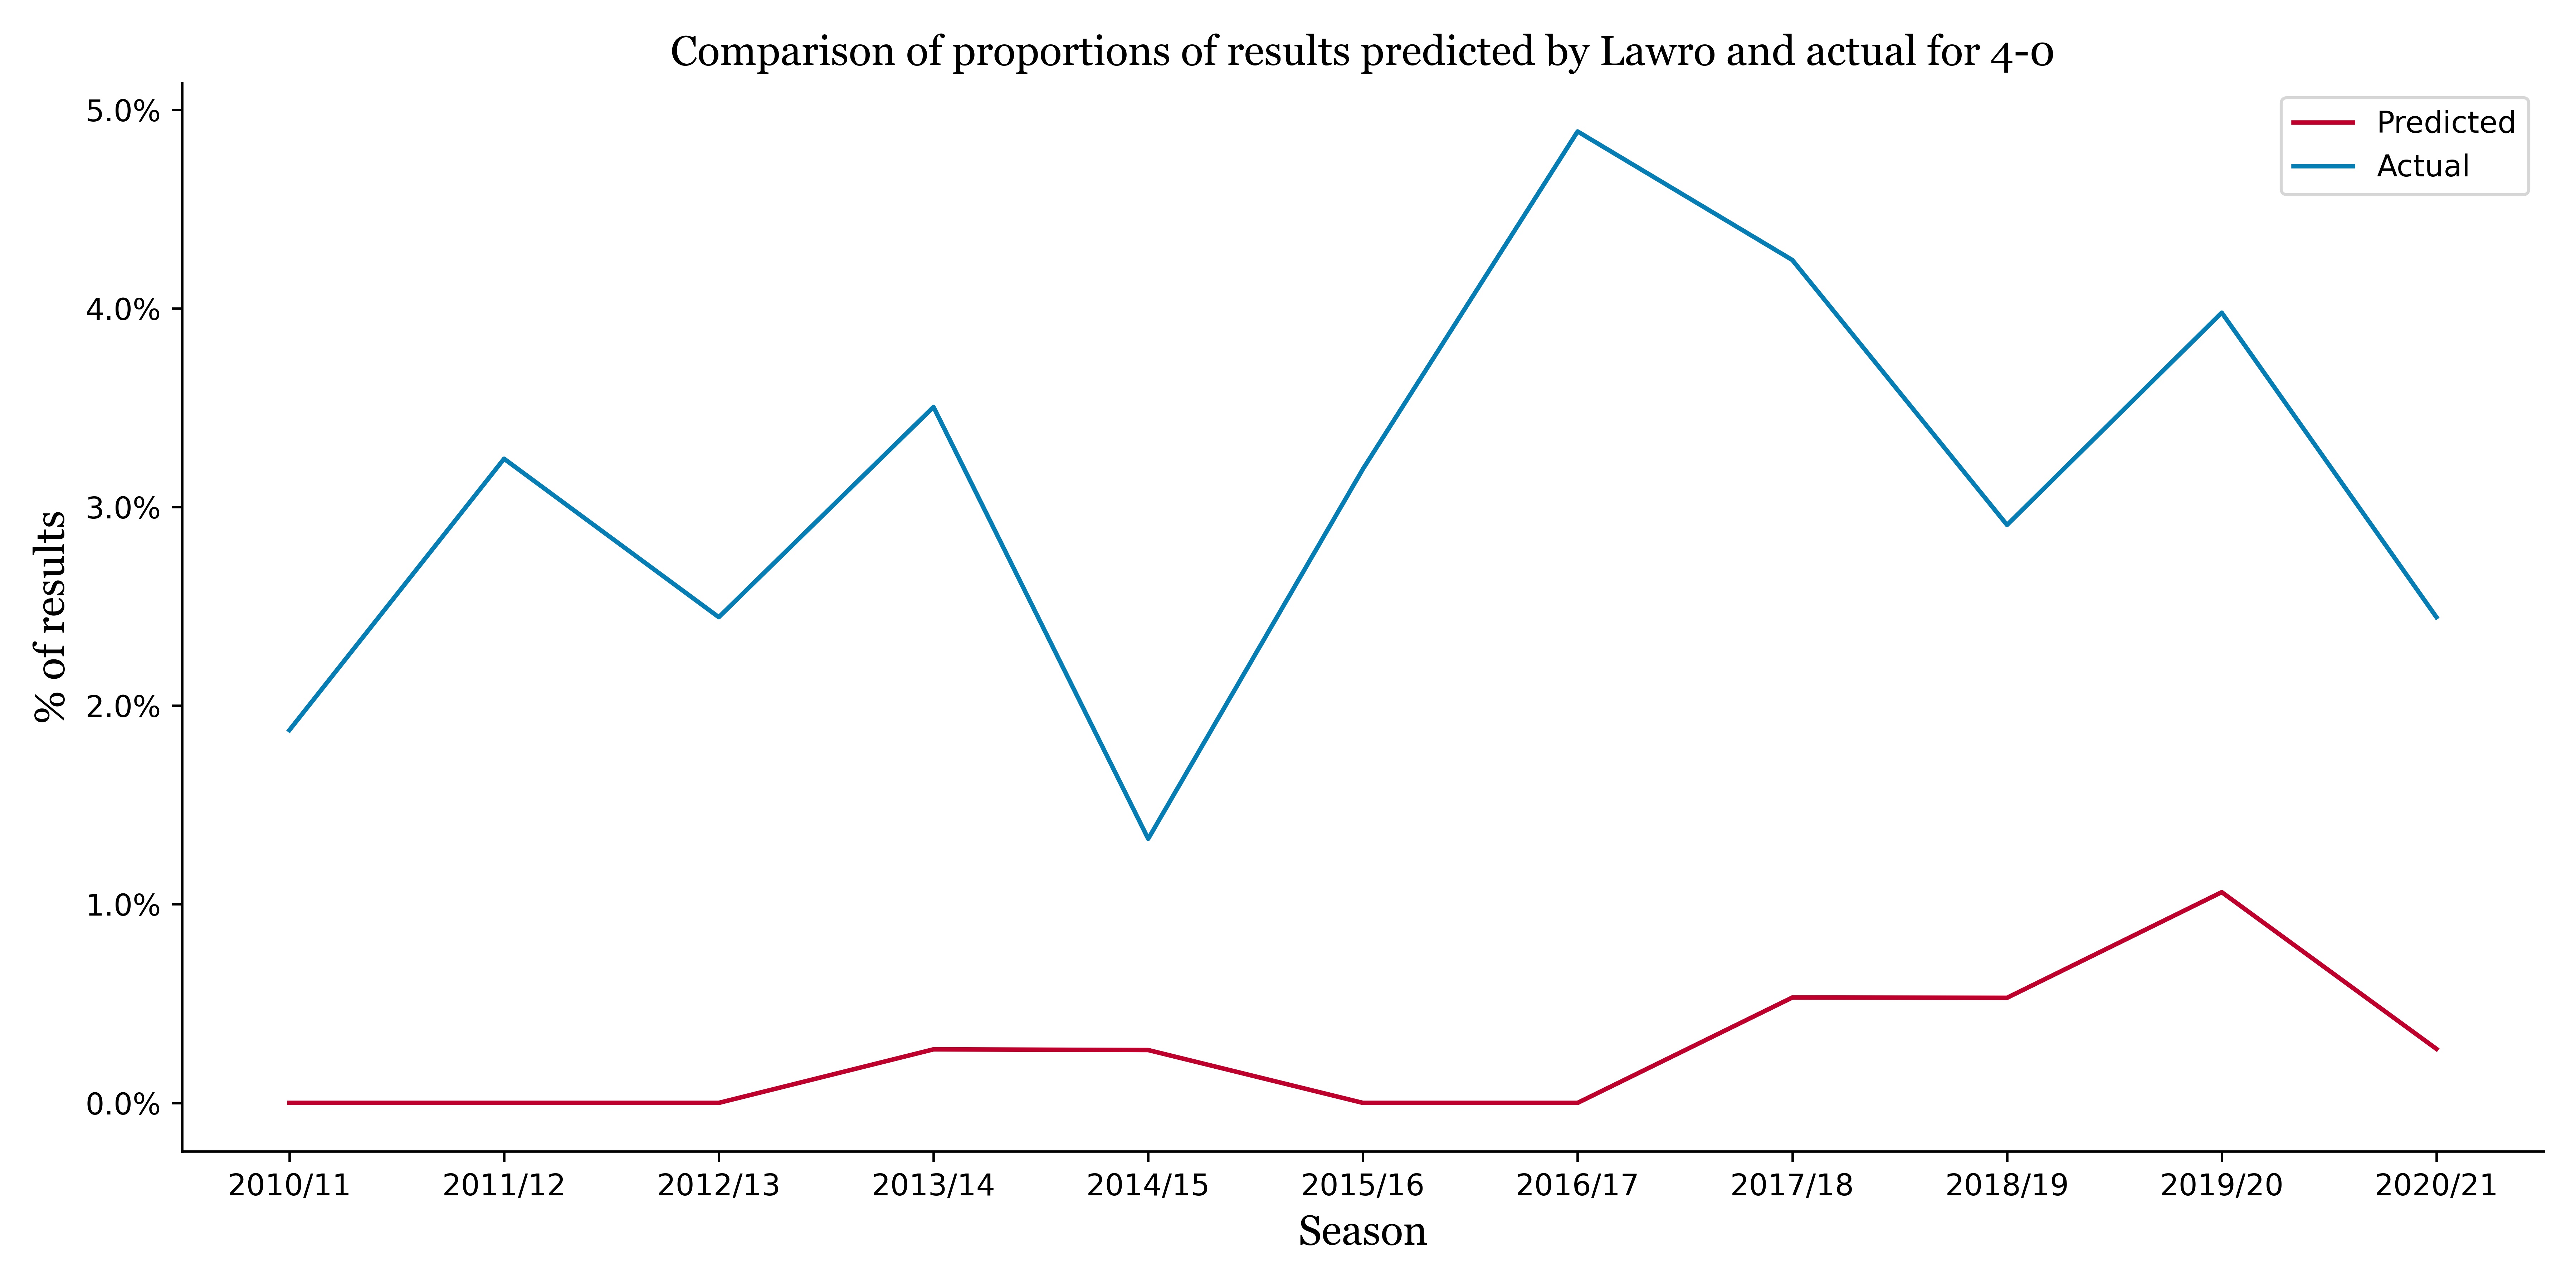 Comparison of proportions of results predicted by Lawro and actual for 4-0
Predicted
Actual
% of results
5.0%
4.0%
3.0%
2.0%
1.0%
0.0%
2010/11 2011/12 2012/13 2013/14 2014/15 2015/16 2016/17 2017/18 2018/19 2019/20 2020/21
Season